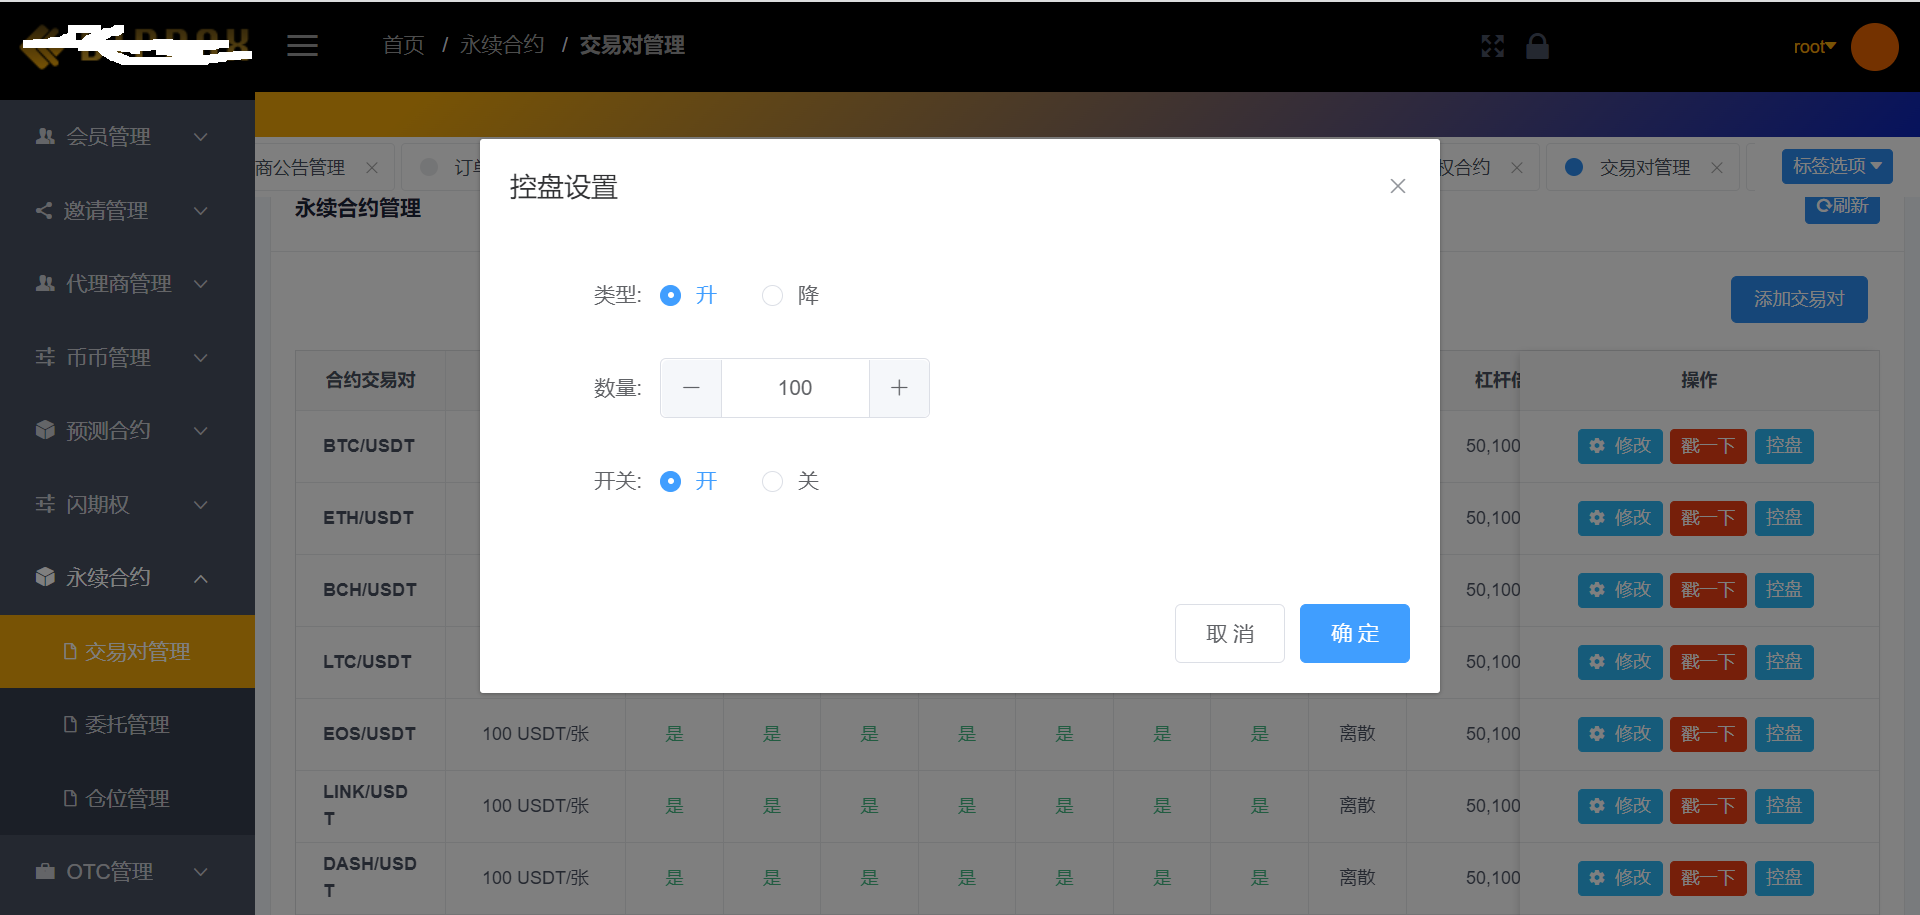 首页 / 永续合约 / 交易对管理
root
会员管理
邀请管理
代理商管理
币币管理
预测合约
闪期权
永续合约
交易对管理
委托管理
仓位管理
OTC管理
商公告管理
权合约
交易对管理
标签选项
永续合约管理
刷新
添加交易对
控盘设置
类型: 升 降
数量: 100
开关: 开 关
取消 确定
合约交易对 操作
BTC/USDT 50,100 修改 戳一下 控盘
ETH/USDT 50,100 修改 戳一下 控盘
BCH/USDT 50,100 修改 戳一下 控盘
LTC/USDT 50,100 修改 戳一下 控盘
EOS/USDT 100 USDT/张 是 是 是 是 是 是 是 离散 50,100 修改 戳一下 控盘
LINK/USD
T 100 USDT/张 是 是 是 是 是 是 是 离散 50,100 修改 戳一下 控盘
DASH/USD
T 100 USDT/张 是 是 是 是 是 是 是 离散 50,100 修改 戳一下 控盘